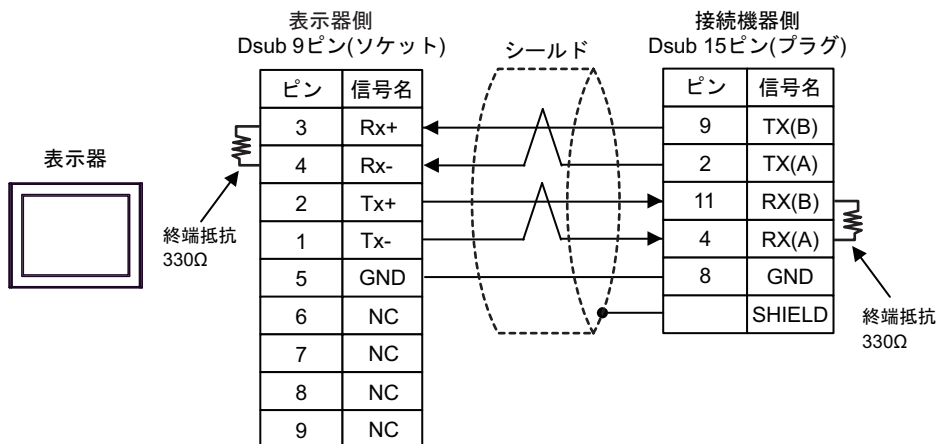 表示器側
Dsub 9ピン(ソケット)
シールド
接続機器側
Dsub 15ピン(プラグ)
表示器
終端抵抗
330Ω
ピン 信号名
3 Rx+
4 Rx-
2 Tx+
1 Tx-
5 GND
6 NC
7 NC
8 NC
9 NC
ピン 信号名
9 TX(B)
2 TX(A)
11 RX(B)
4 RX(A)
8 GND
SHIELD
終端抵抗
330Ω